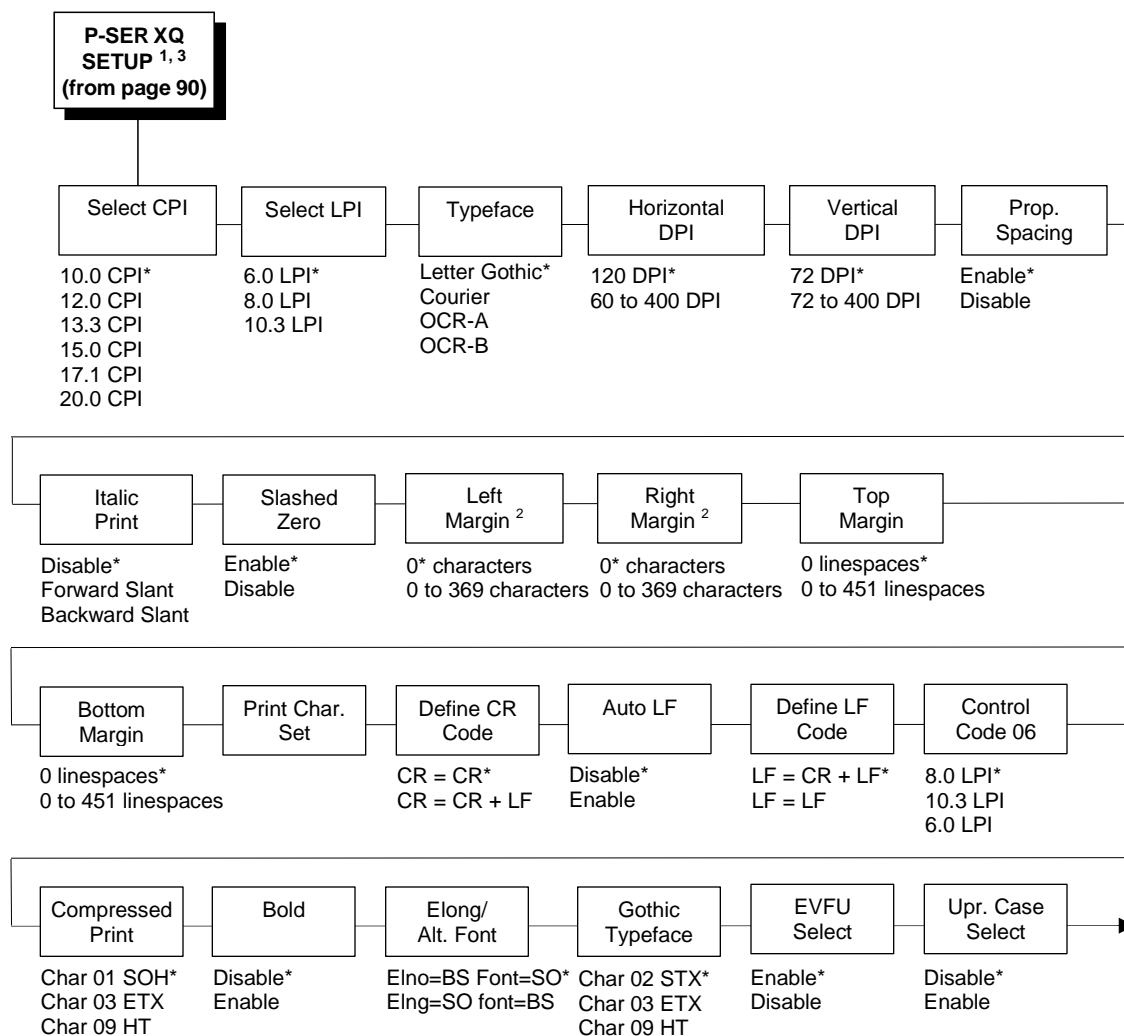 P-SER XQ
SETUP 1, 3
(from page 90)
Select CPI
10.0 CPI*
12.0 CPI
13.3 CPI
15.0 CPI
17.1 CPI
20.0 CPI
Select LPI
6.0 LPI*
8.0 LPI
10.3 LPI
Typeface
Letter Gothic*
Courier
OCR-A
OCR-B
Horizontal
DPI
120 DPI*
60 to 400 DPI
Vertical
DPI
72 DPI*
72 to 400 DPI
Prop.
Spacing
Enable*
Disable
Italic
Print
Disable*
Forward Slant
Backward Slant
Slashed
Zero
Enable*
Disable
Left
Margin 2
0* characters
0 to 369 characters
Right
Margin 2
0* characters
0 to 369 characters
Top
Margin
0 linespaces*
0 to 451 linespaces
Bottom
Margin
0 linespaces*
0 to 451 linespaces
Print Char.
Set
Define CR
Code
CR = CR*
CR = CR + LF
Auto LF
Disable*
Enable
Define LF
Code
LF = CR + LF*
LF = LF
Control
Code 06
8.0 LPI*
10.3 LPI
6.0 LPI
Compressed
Print
Char 01 SOH*
Char 03 ETX
Char 09 HT
Bold
Disable*
Enable
Elong/
Alt. Font
Elno=BS Font=SO*
Elng=SO font=BS
Gothic
Typeface
Char 02 STX*
Char 03 ETX
Char 09 HT
EVFU
Select
Enable*
Disable
Upr. Case
Select
Disable*
Enable